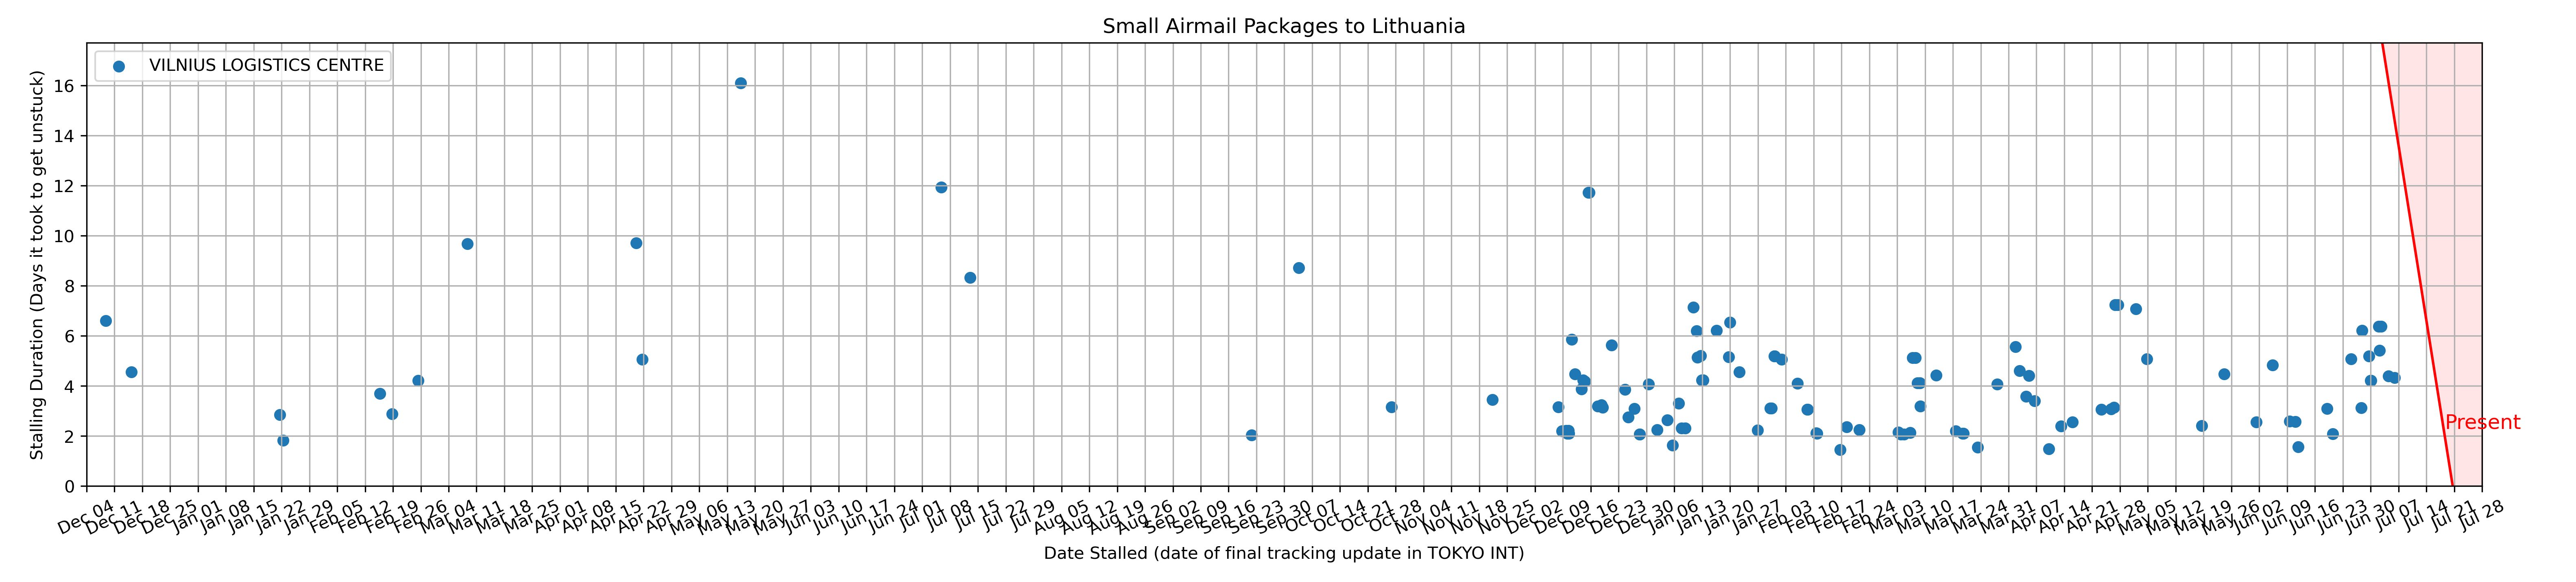 Small Airmail Packages to Lithuania
VILNIUS LOGISTICS CENTRE
Stalling Duration (Days it took to get unstuck)
16
14
12
10
8
6
4
2
0
Present
Dec 04 Dec 11 Dec 18 Dec 25 Jan 01 Jan 08 Jan 15 Jan 22 Jan 29 Feb 05 Feb 12 Feb 19 Feb 26 Mar 04 Mar 11 Mar 18 Mar 25 Apr 01 Apr 08 Apr 15 Apr 22 Apr 29 May 06 May 13 May 20 May 27 Jun 03 Jun 10 Jun 17 Jun 24 Jul 01 Jul 08 Jul 15 Jul 22 Jul 29 Aug 05 Aug 12 Aug 19 Aug 26 Sep 02 Sep 09 Sep 16 Sep 23 Sep 30 Oct 07 Oct 14 Oct 21 Oct 28 Nov 04 Nov 11 Nov 18 Nov 25 Dec 02 Dec 09 Dec 16 Dec 23 Dec 30 Jan 06 Jan 13 Jan 20 Jan 27 Feb 03 Feb 10 Feb 17 Feb 24 Mar 03 Mar 10 Mar 17 Mar 24 Mar 31 Apr 07 Apr 14 Apr 21 Apr 28 May 05 May 12 May 19 May 26 Jun 02 Jun 09 Jun 16 Jun 23 Jun 30 Jul 07 Jul 14 Jul 21 Jul 28
Date Stalled (date of final tracking update in TOKYO INT)